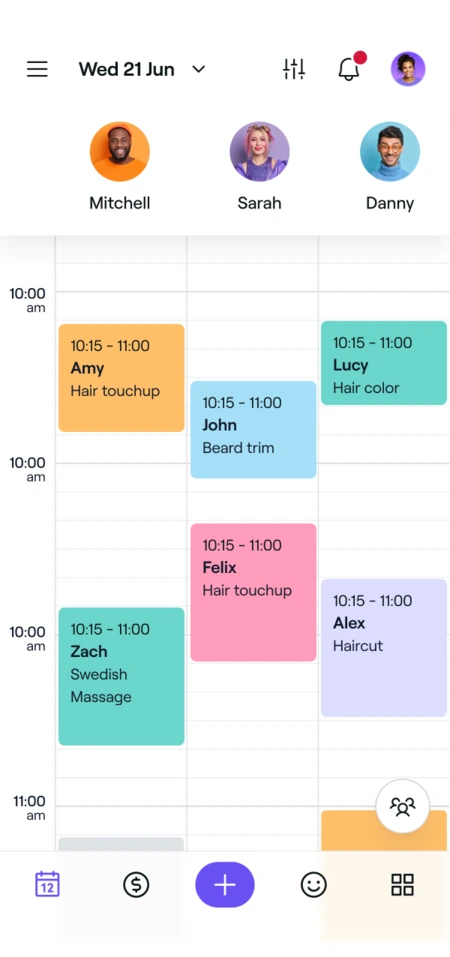 Wed 21 Jun
Mitchell
Sarah
Danny
10:00
am
10:15 - 11:00
Amy
Hair touchup
10:15 - 11:00
John
Beard trim
10:15 - 11:00
Lucy
Hair color
10:00
am
10:15 - 11:00
Felix
Hair touchup
10:15 - 11:00
Alex
Haircut
10:00
am
10:15 - 11:00
Zach
Swedish
Massage
11:00
am
12